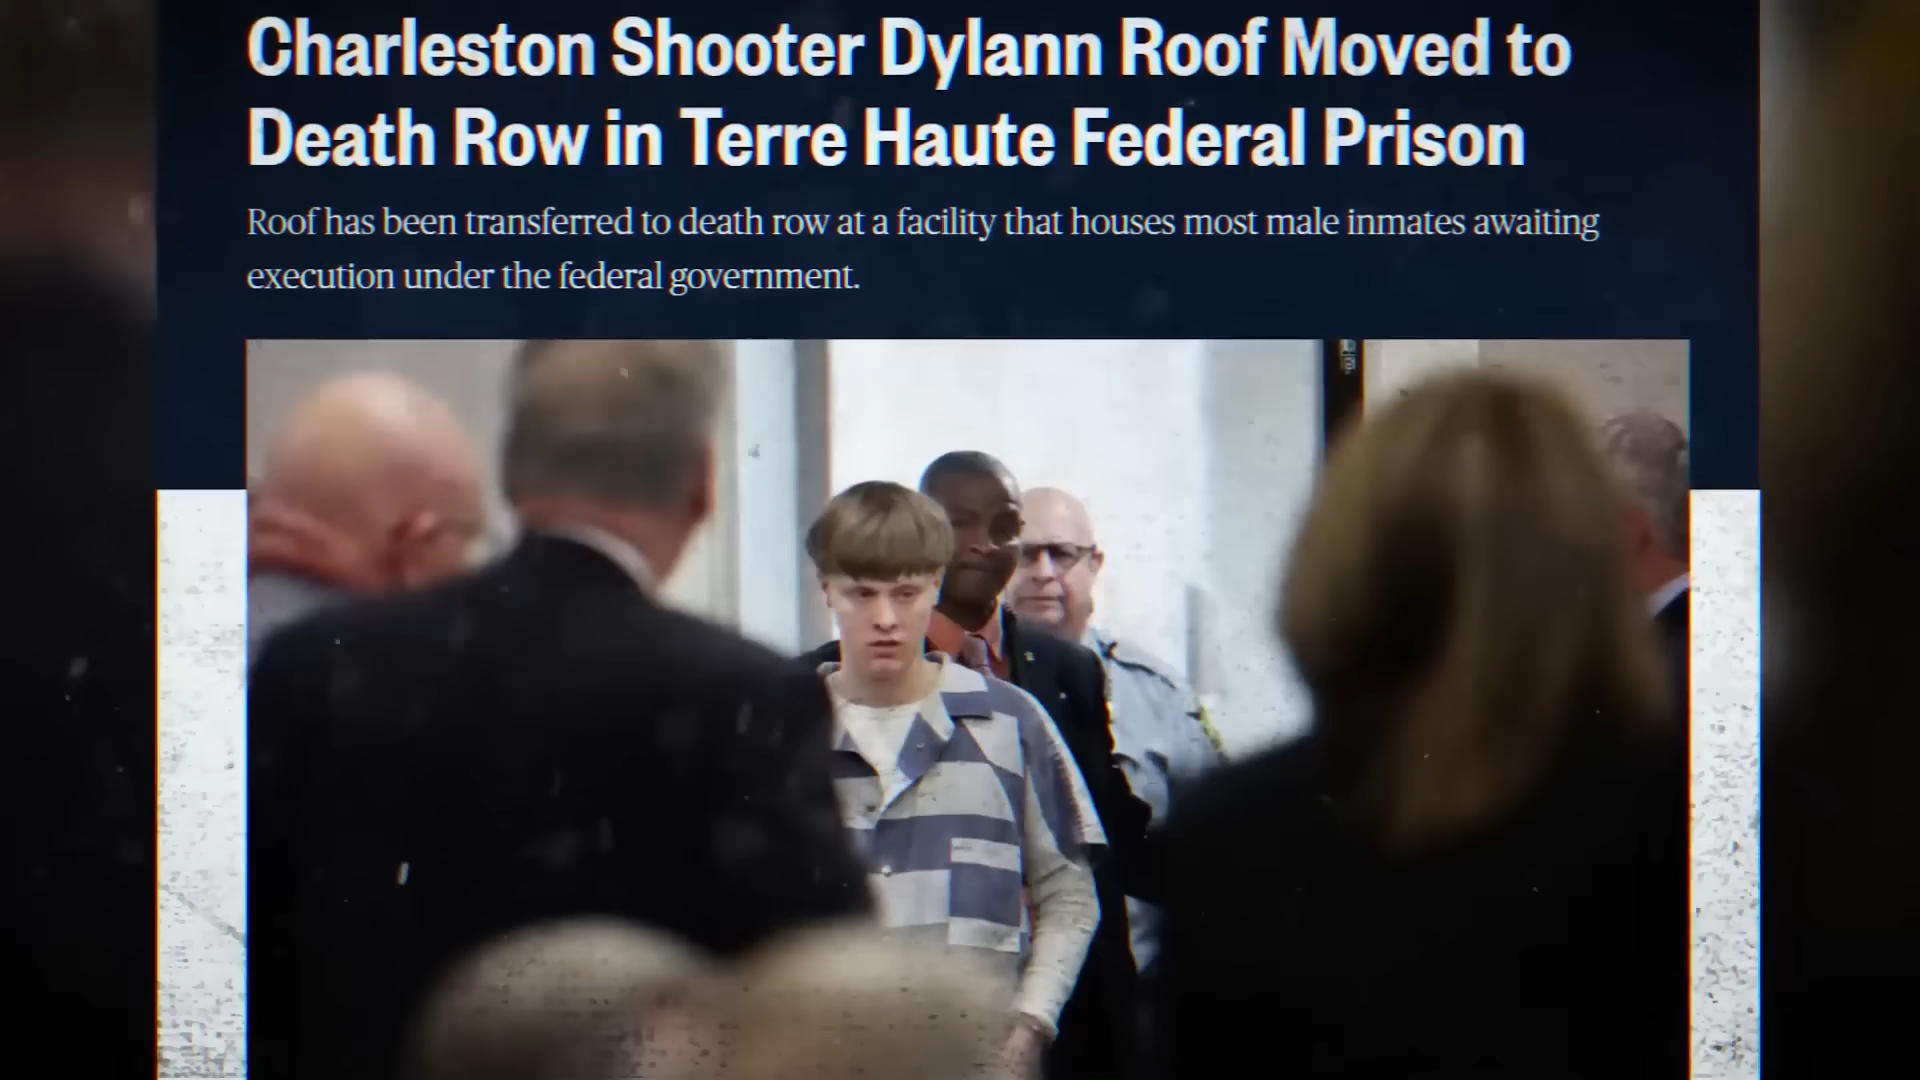 Charleston Shooter Dylann Roof Moved to
Death Row in Terre Haute Federal Prison
Roof has been transferred to death row at a facility that houses most male inmates awaiting
execution under the federal government.